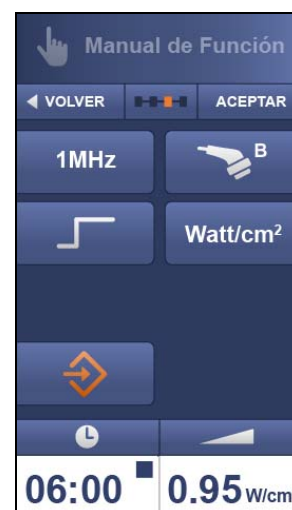 Manual de Función
VOLVER
ACEPTAR
1MHz
B
Watt/cm²
06:00
0.95 W/cm